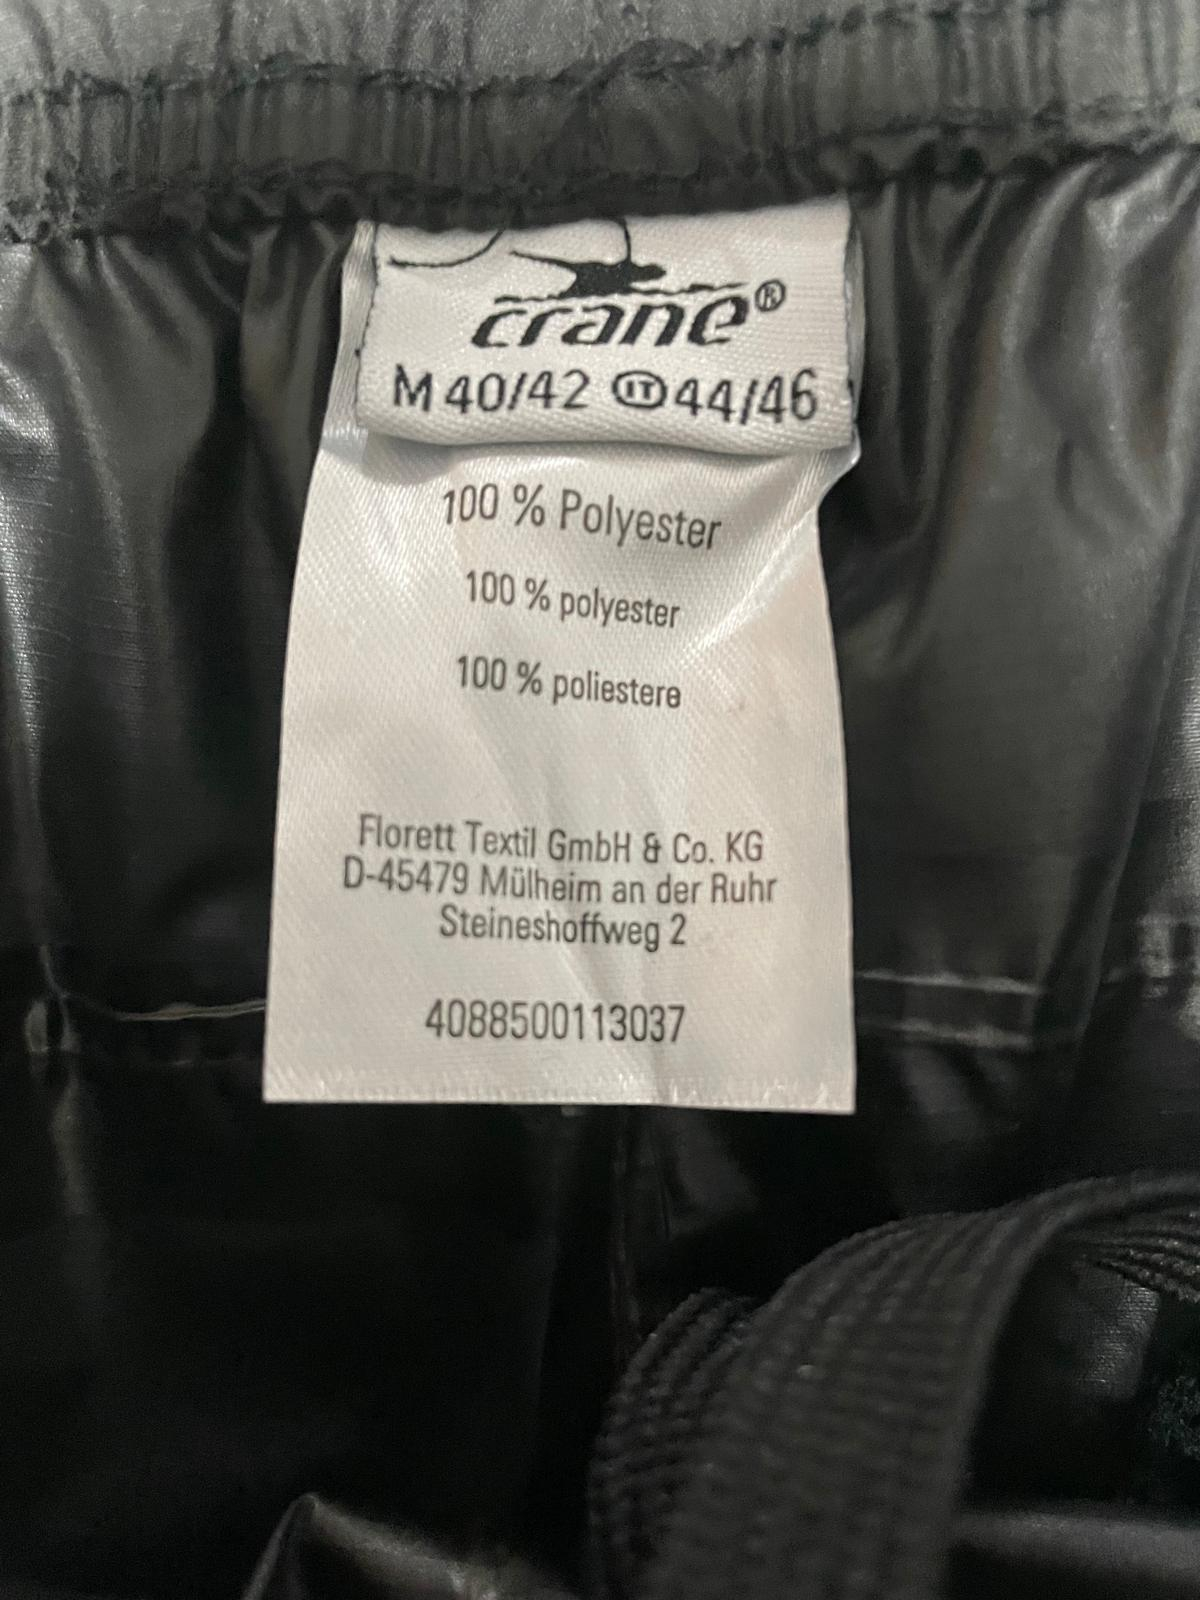 crane®
M 40/42 IT 44/46
100 % Polyester
100 % polyester
100 % poliestere
Florett Textil GmbH & Co. KG
D-45479 Mülheim an der Ruhr
Steineshoffweg 2
4088500113037